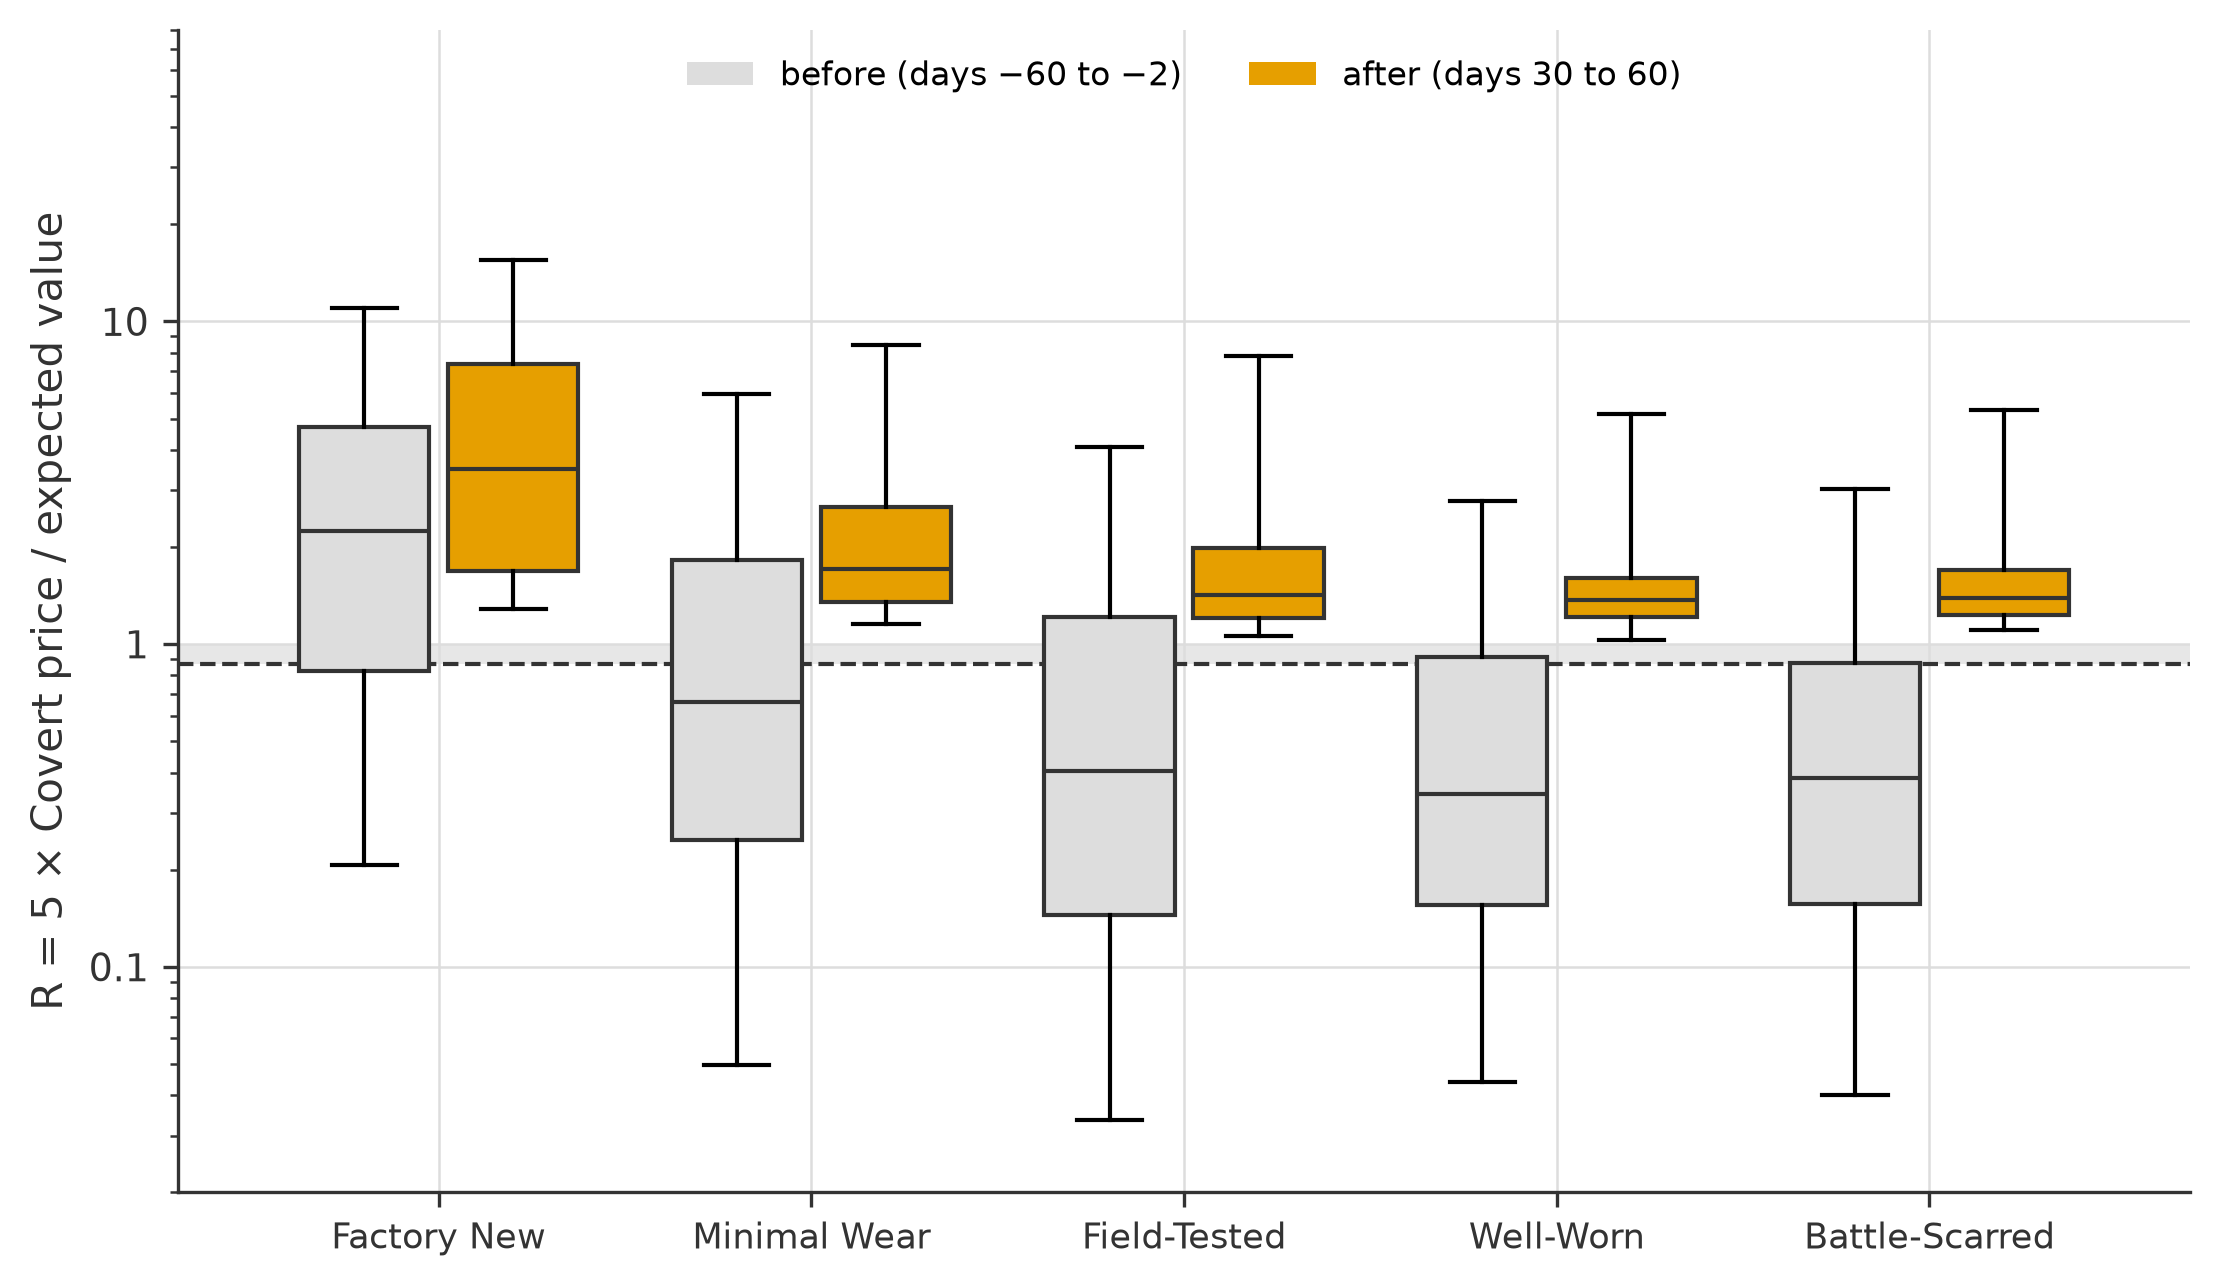 before (days −60 to −2)
after (days 30 to 60)
R = 5 × Covert price / expected value
10
1
0.1
Factory New
Minimal Wear
Field-Tested
Well-Worn
Battle-Scarred